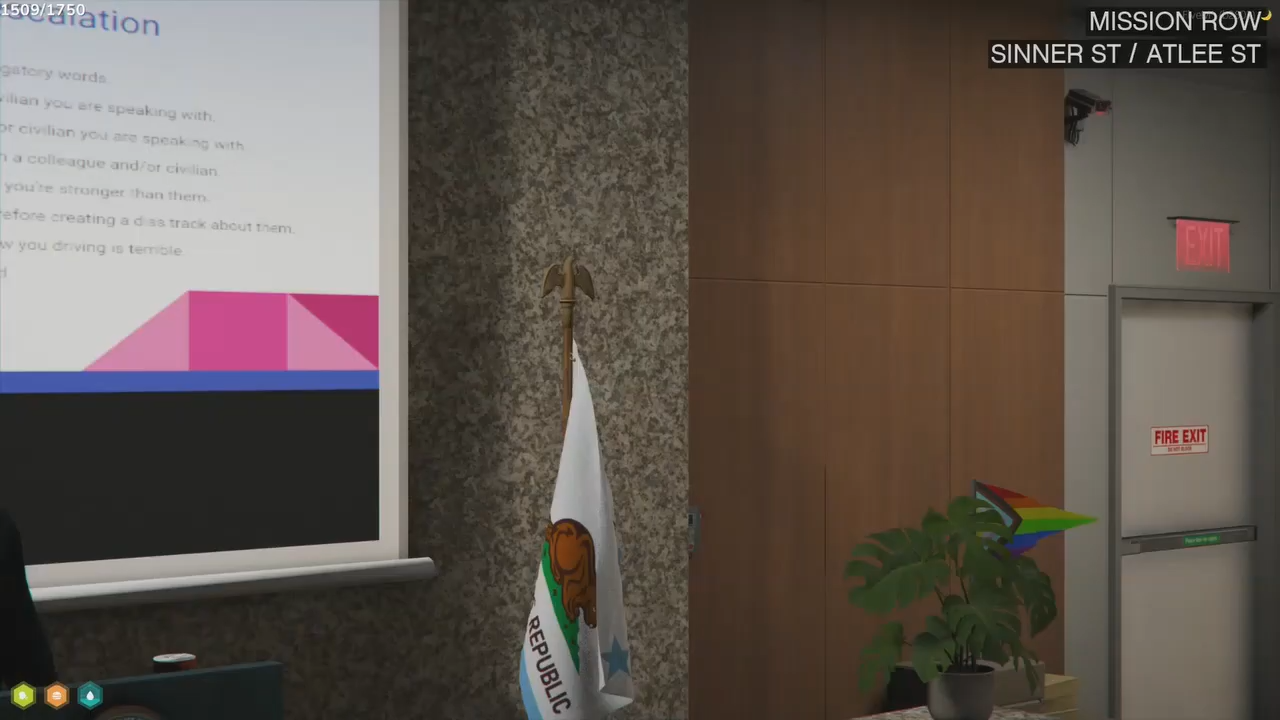 1509/1750
MISSION ROW
SINNER ST / ATLEE ST
scalation
gatory words.
vilian you are speaking with.
or civilian you are speaking with.
a colleague and/or civilian.
you're stronger than them.
efore creating a diss track about them.
w you driving is terrible.
EXIT
FIRE EXIT
REPUBLIC